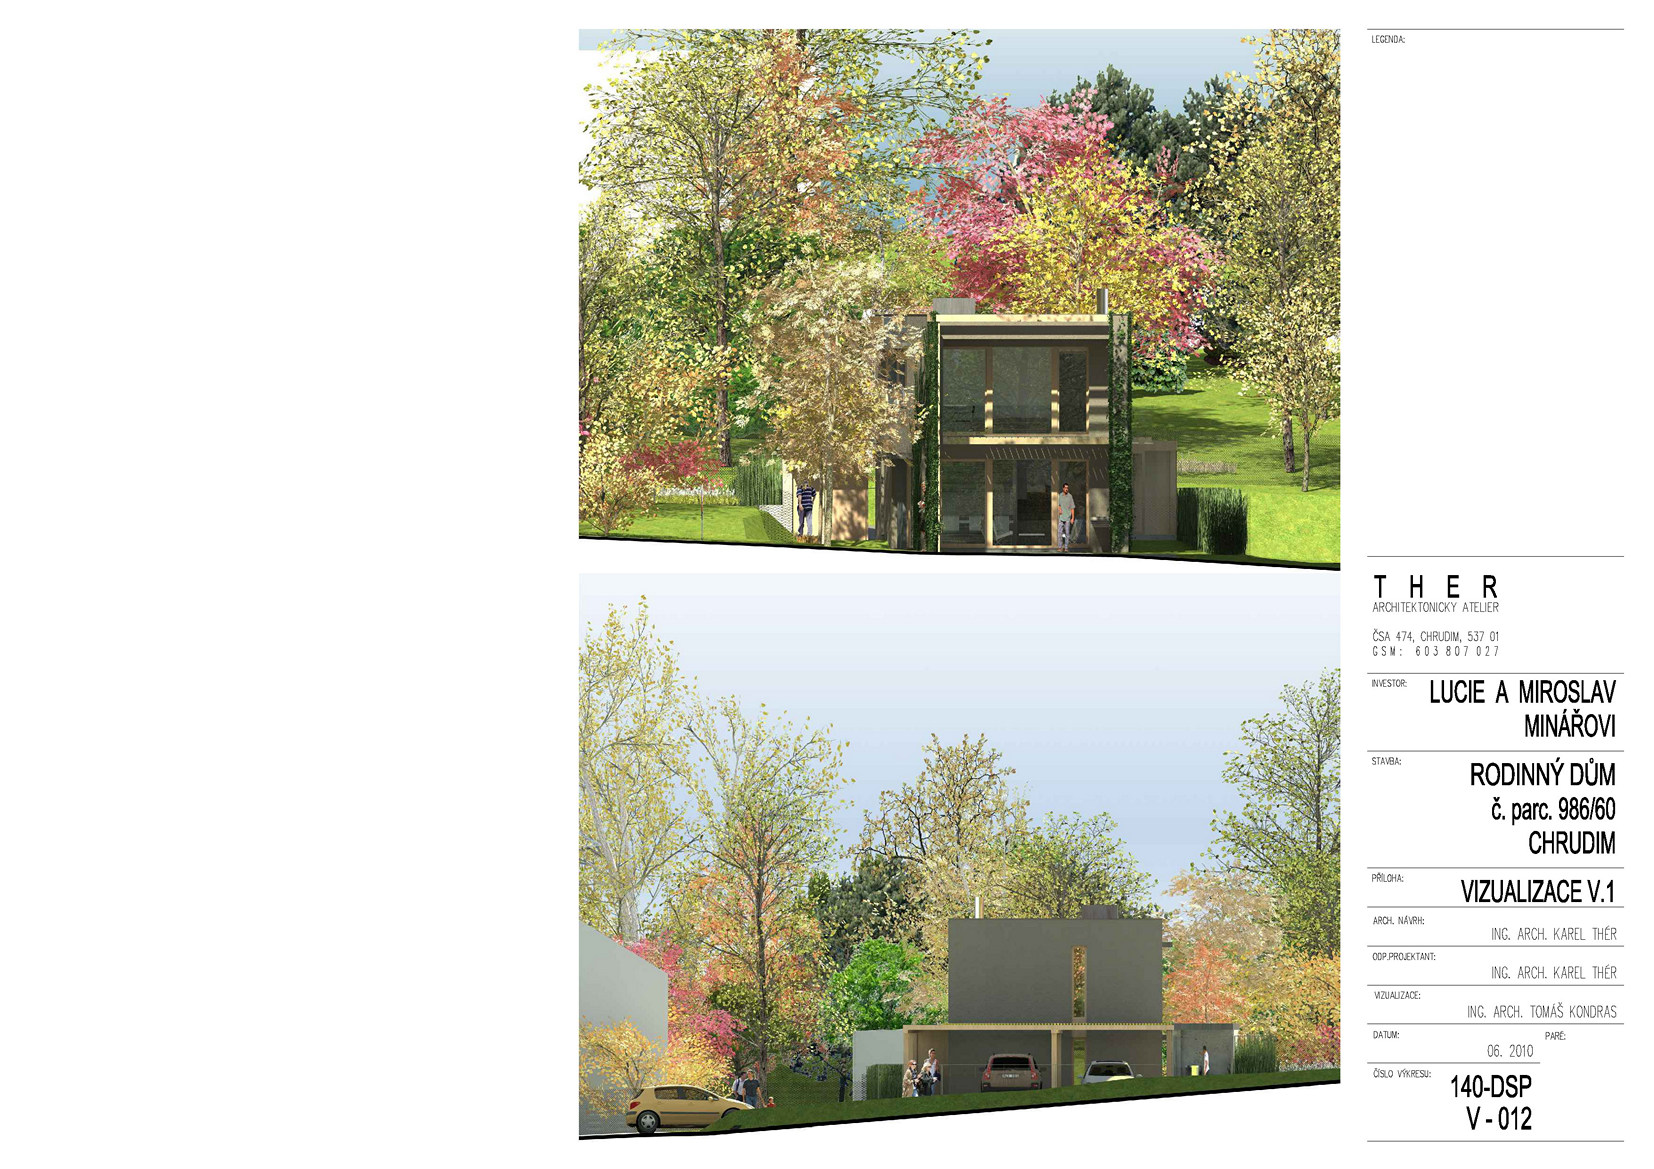 LEGENDA:
THER
ARCHITEKTONICKÝ ATELIER
ČSA 474, CHRUDIM, 537 01
GSM: 603 807 027
INVESTOR:
LUCIE A MIROSLAV
MINÁŘOVI
STAVBA:
RODINNÝ DŮM
č. parc. 986/60
CHRUDIM
PŘÍLOHA:
VIZUALIZACE V.1
ARCH. NÁVRH:
ING. ARCH. KAREL THÉR
ODP.PROJEKTANT:
ING. ARCH. KAREL THÉR
VIZUALIZACE:
ING. ARCH. TOMÁŠ KONDRAS
DATUM:
06. 2010
PARÉ:
ČÍSLO VÝKRESU:
140-DSP
V - 012